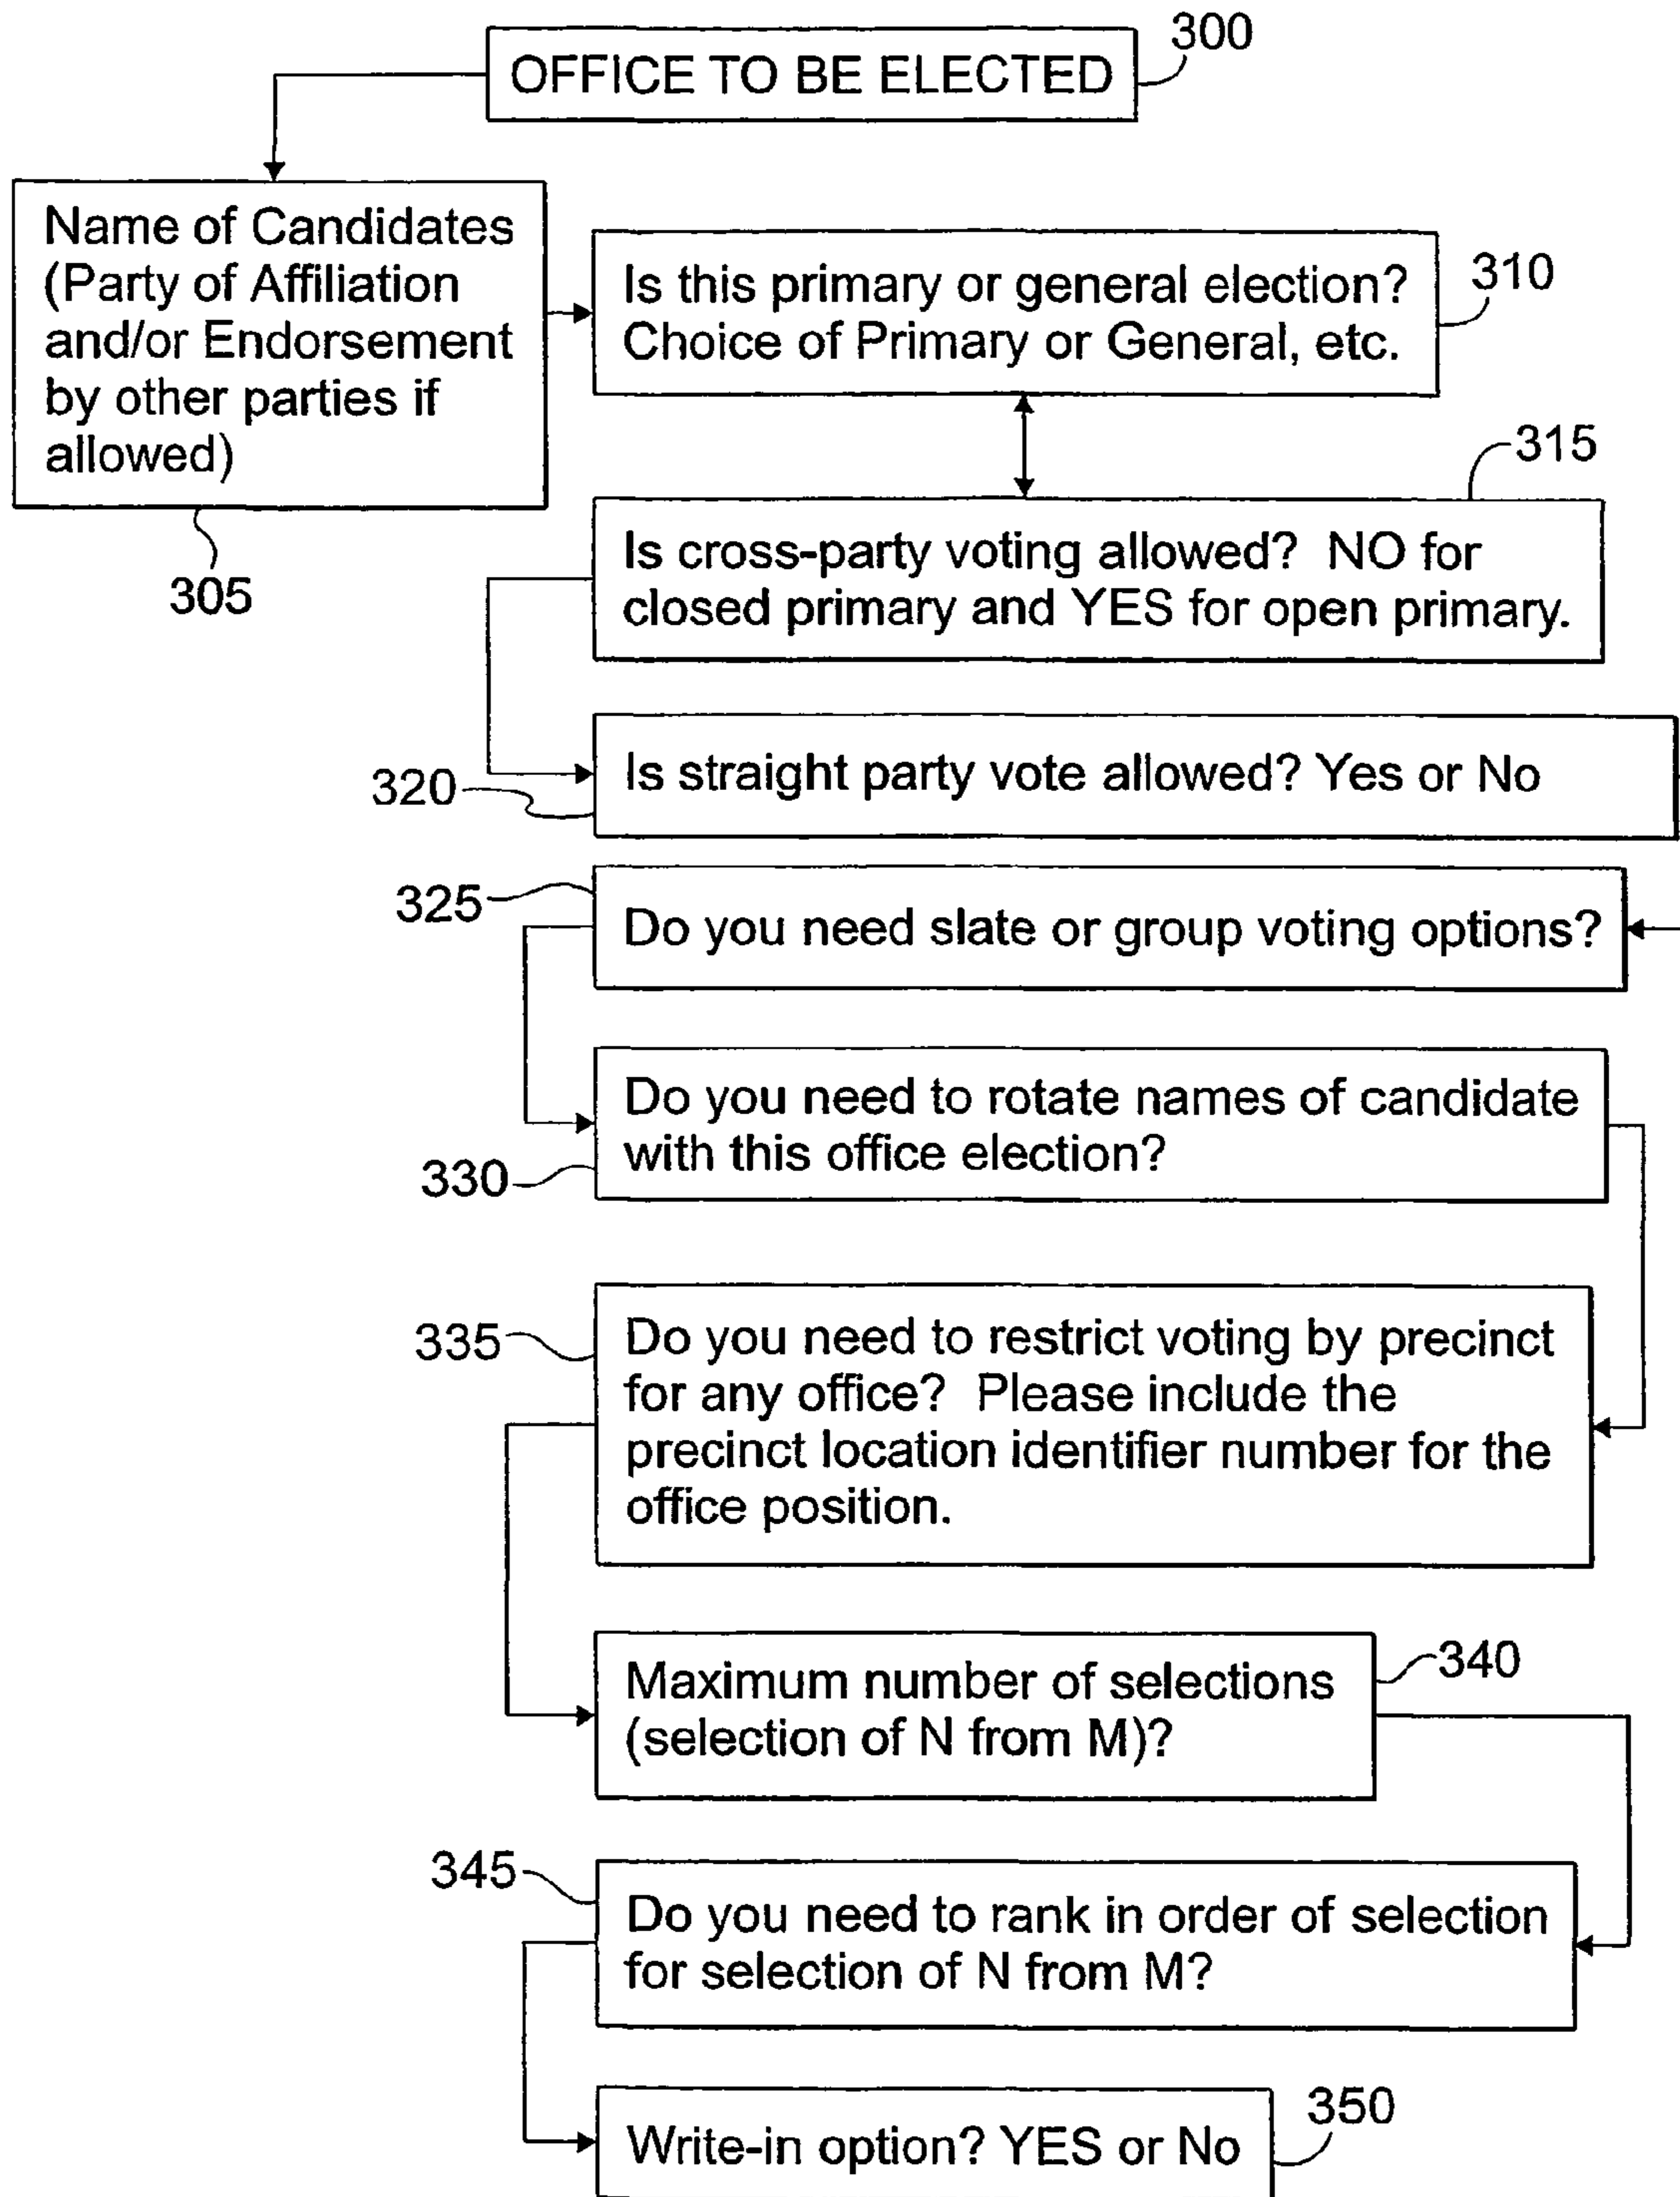 300
OFFICE TO BE ELECTED
Name of Candidates
(Party of Affiliation
and/or Endorsement
by other parties if
allowed)
305
Is this primary or general election?
Choice of Primary or General, etc.
310
315
Is cross-party voting allowed?  NO for
closed primary and YES for open primary.
320
Is straight party vote allowed? Yes or No
325
Do you need slate or group voting options?
Do you need to rotate names of candidate
with this office election?
330
335
Do you need to restrict voting by precinct
for any office?  Please include the
precinct location identifier number for the
office position.
340
Maximum number of selections
(selection of N from M)?
345
Do you need to rank in order of selection
for selection of N from M?
350
Write-in option? YES or No